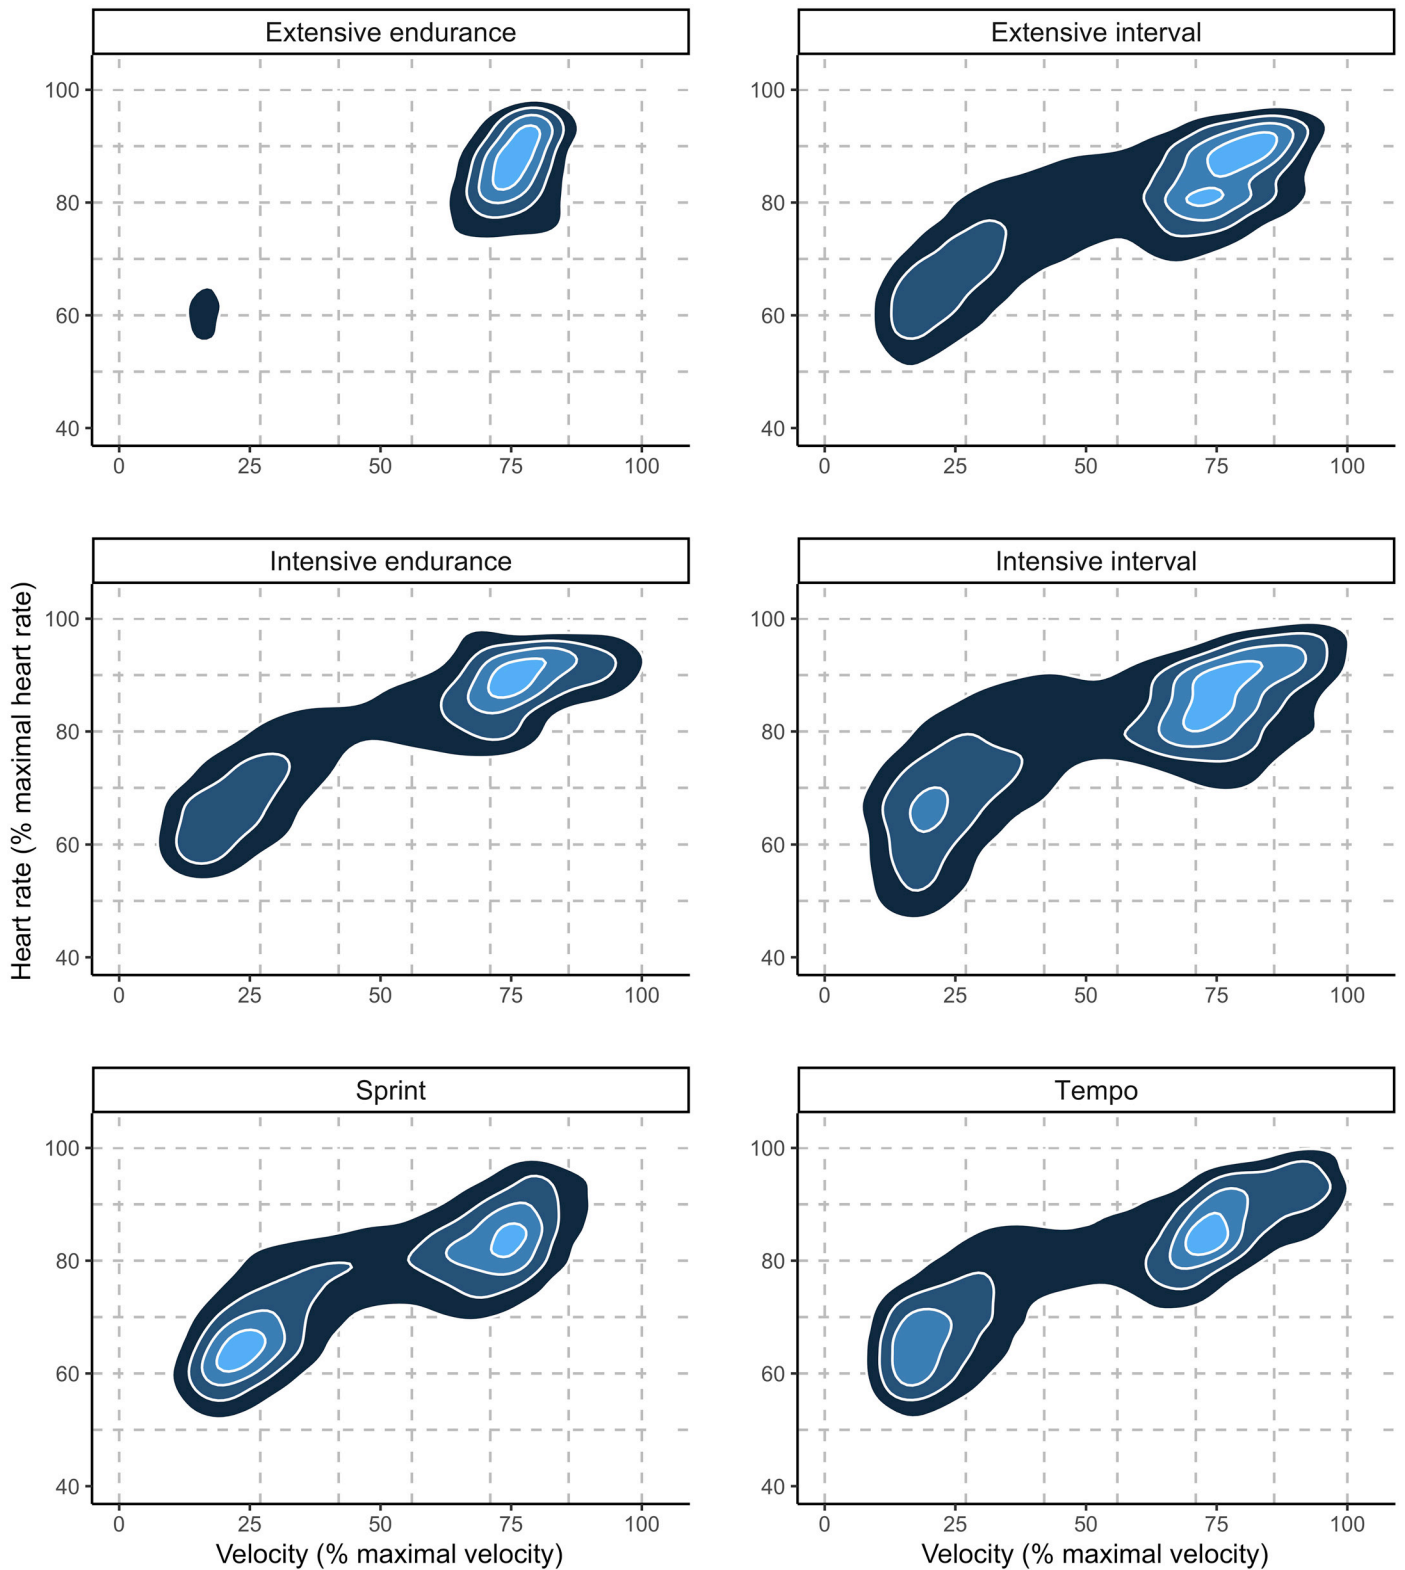 Extensive endurance
Extensive interval
100
80
60
40
0 25 50 75 100
100
80
60
40
0 25 50 75 100
Intensive endurance
Intensive interval
Heart rate (% maximal heart rate)
100
80
60
40
0 25 50 75 100
100
80
60
40
0 25 50 75 100
Sprint
Tempo
100
80
60
40
0 25 50 75 100
Velocity (% maximal velocity)
100
80
60
40
0 25 50 75 100
Velocity (% maximal velocity)